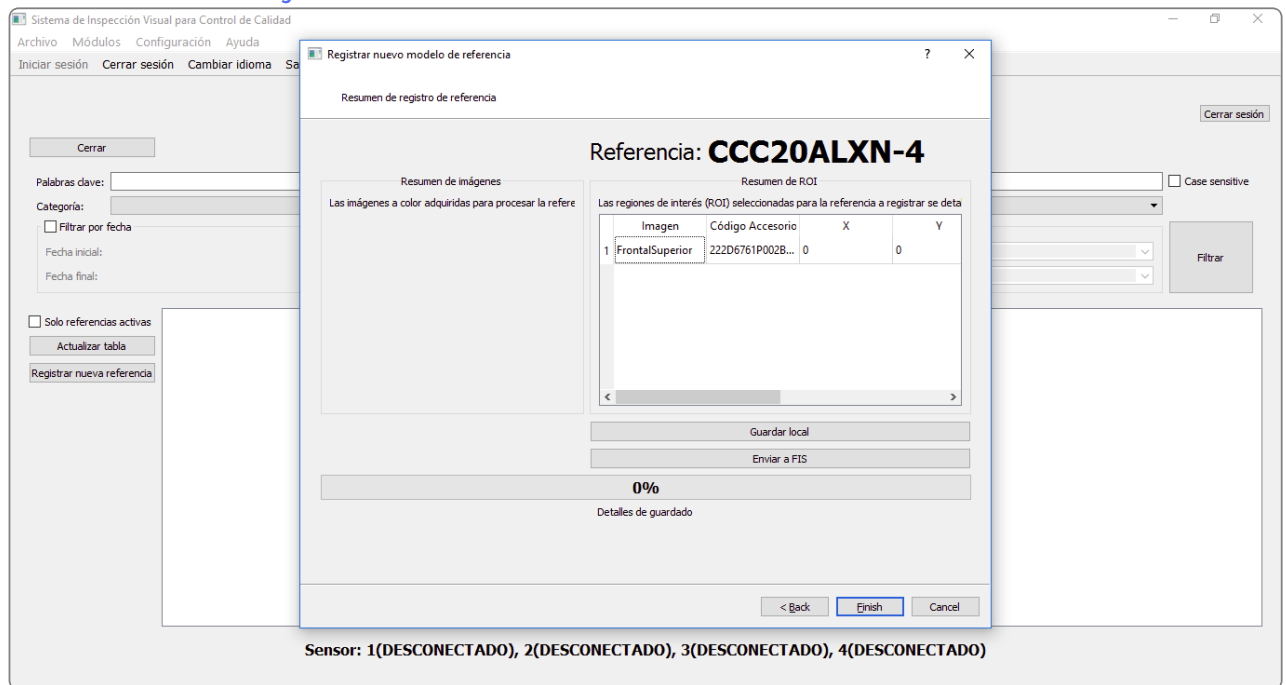 Sistema de Inspección Visual para Control de Calidad
Archivo Módulos Configuración Ayuda
Iniciar sesión Cerrar sesión Cambiar idioma Sa
Cerrar sesión
Cerrar
Palabras clave:
Case sensitive
Categoría:
Filtrar por fecha
Fecha inicial:
Fecha final:
Filtrar
Solo referencias activas
Actualizar tabla
Registrar nueva referencia
Registrar nuevo modelo de referencia
Resumen de registro de referencia
Referencia: CCC20ALXN-4
Resumen de imágenes
Las imágenes a color adquiridas para procesar la refere
Resumen de ROI
Las regiones de interés (ROI) seleccionadas para la referencia a registrar se deta
Imagen Código Accesorio X Y
1 FrontalSuperior 222D6761P002B... 0 0
Guardar local
Enviar a FIS
0%
Detalles de guardado
< Back Finish Cancel
Sensor: 1(DESCONECTADO), 2(DESCONECTADO), 3(DESCONECTADO), 4(DESCONECTADO)